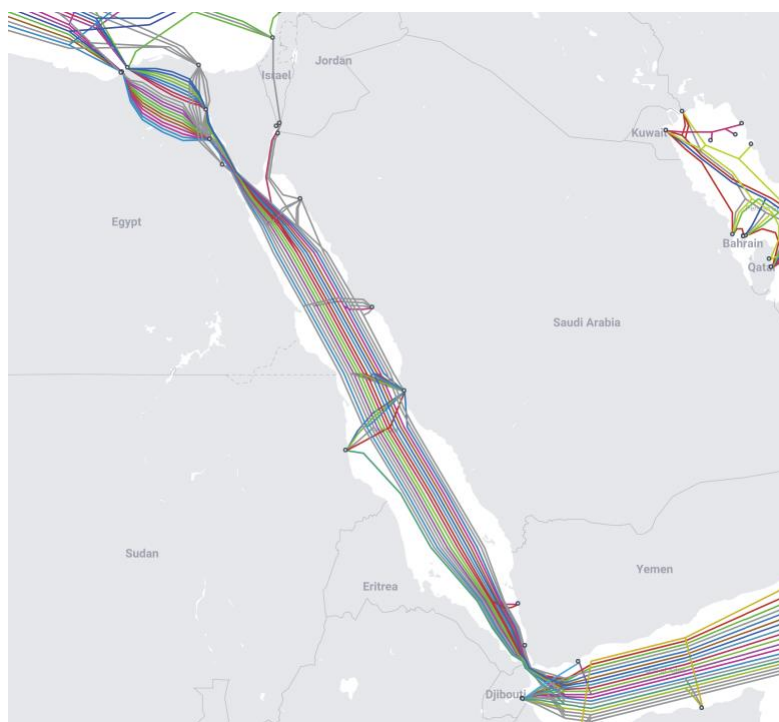 Israel
Jordan
Kuwait
Egypt
Bahrain
Qatar
Saudi Arabia
Sudan
Eritrea
Yemen
Djibouti